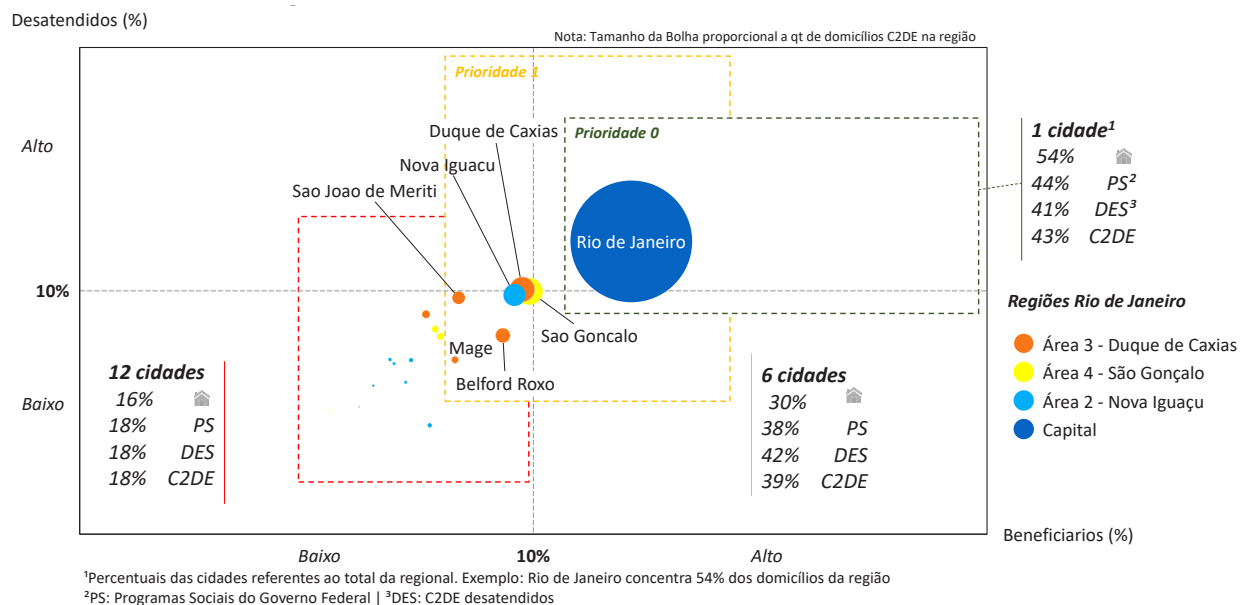 Desatendidos (%)
Nota: Tamanho da Bolha proporcional a qt de domicílios C2DE na região
Prioridade 1
Prioridade 0
Alto
10%
Baixo
Duque de Caxias
Nova Iguacu
Sao Joao de Meriti
Rio de Janeiro
Sao Goncalo
Mage
Belford Roxo
1 cidade¹
54%
44% PS²
41% DES³
43% C2DE
Regiões Rio de Janeiro
Área 3 - Duque de Caxias
Área 4 - São Gonçalo
Área 2 - Nova Iguaçu
Capital
12 cidades
16%
18% PS
18% DES
18% C2DE
6 cidades
30%
38% PS
42% DES
39% C2DE
Beneficiarios (%)
Baixo
10%
Alto
¹Percentuais das cidades referentes ao total da regional. Exemplo: Rio de Janeiro concentra 54% dos domicílios da região
²PS: Programas Sociais do Governo Federal | ³DES: C2DE desatendidos